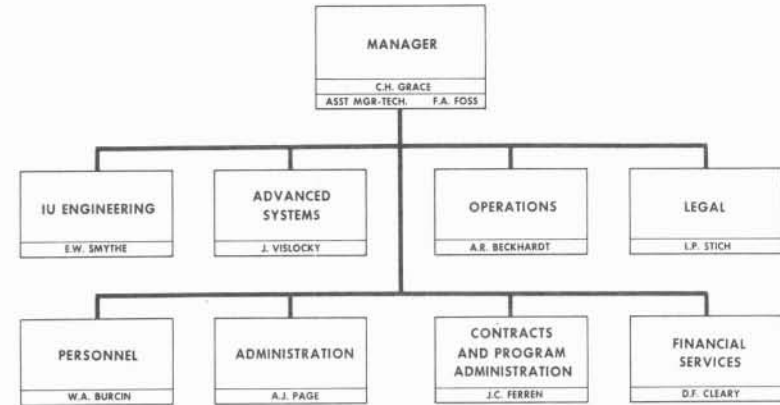 MANAGER
C.H. GRACE
ASST MGR-TECH. F.A. FOSS
IU ENGINEERING
E.W. SMYTHE
ADVANCED
SYSTEMS
J. VISLOCKY
OPERATIONS
A.R. BECKHARDT
LEGAL
L.P. STICH
PERSONNEL
W.A. BURCIN
ADMINISTRATION
A.J. PAGE
CONTRACTS
AND PROGRAM
ADMINISTRATION
J.C. FERREN
FINANCIAL
SERVICES
D.F. CLEARY